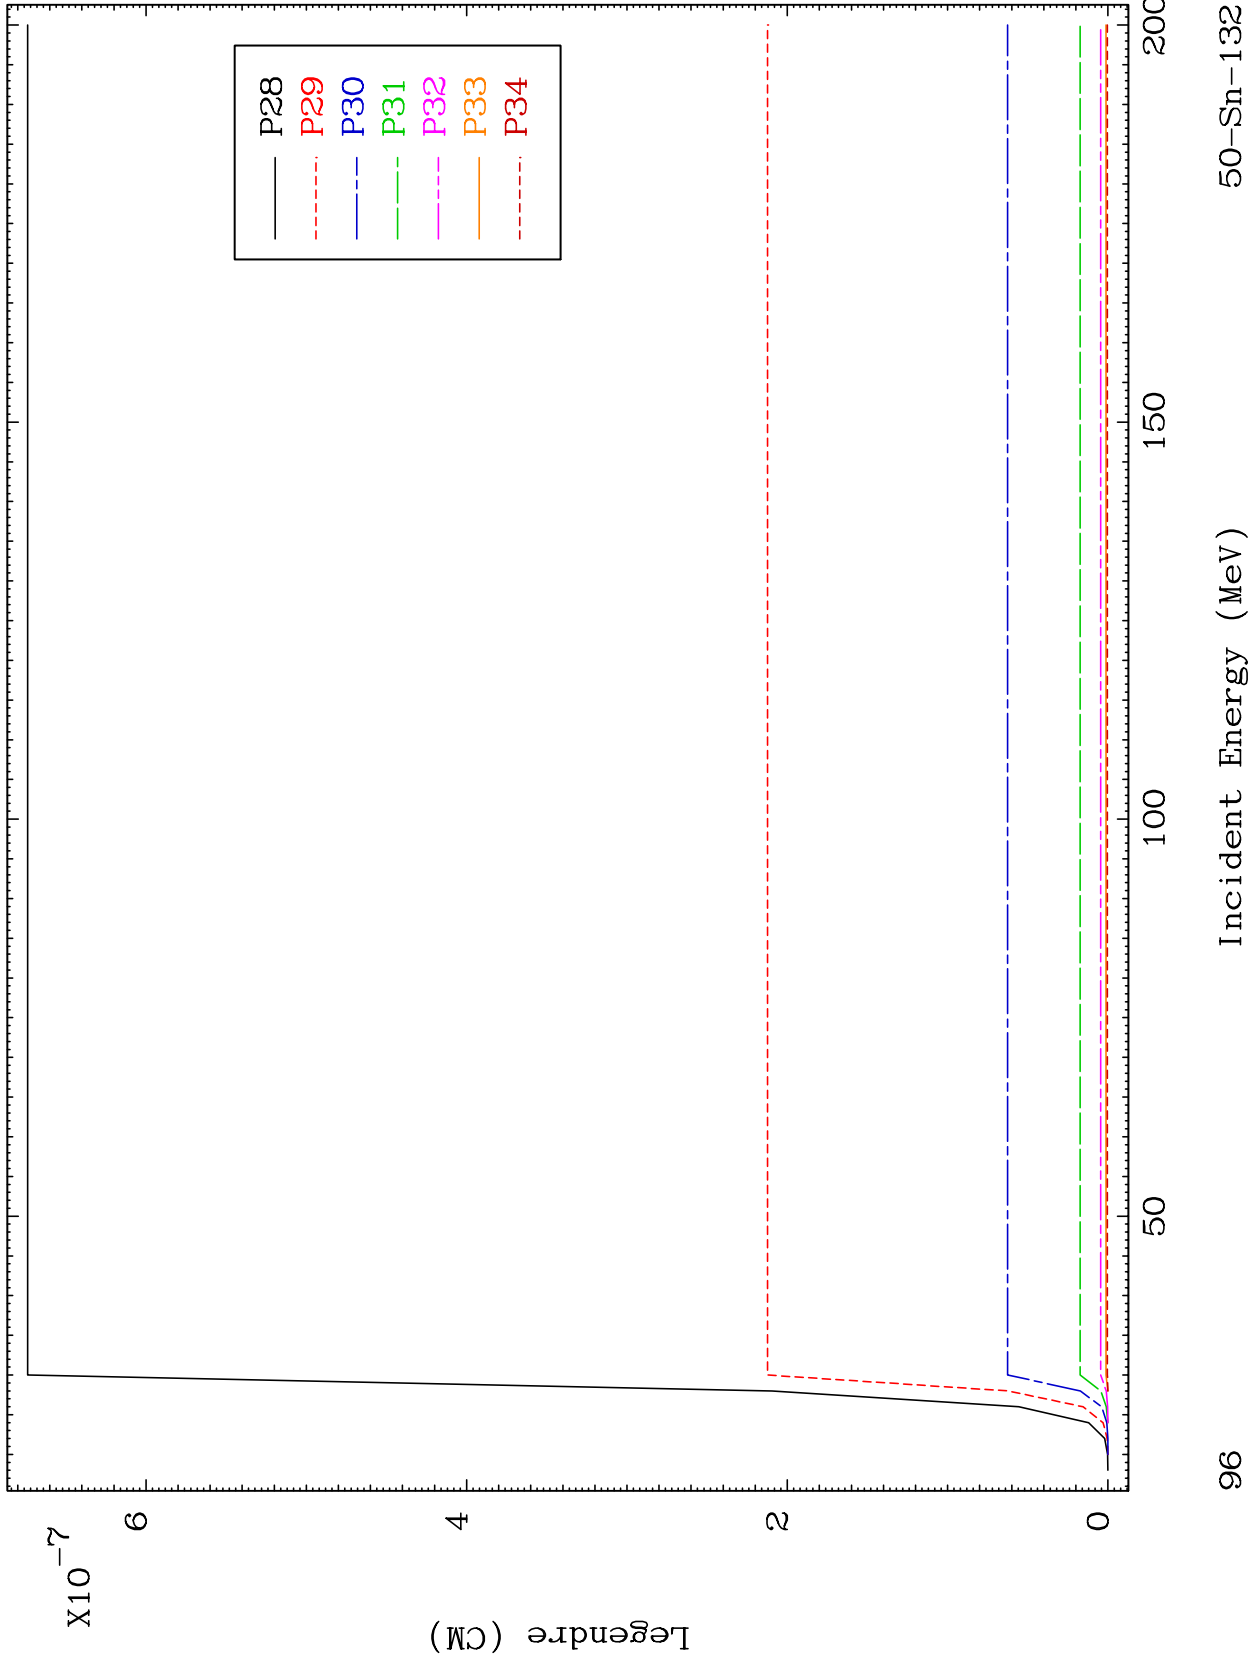 X10-7
6
4
2
0
Legendre (CM)
P28
P29
P30
P31
P32
P33
P34
50
100
150
200
Incident Energy (MeV)
96
50-Sn-132